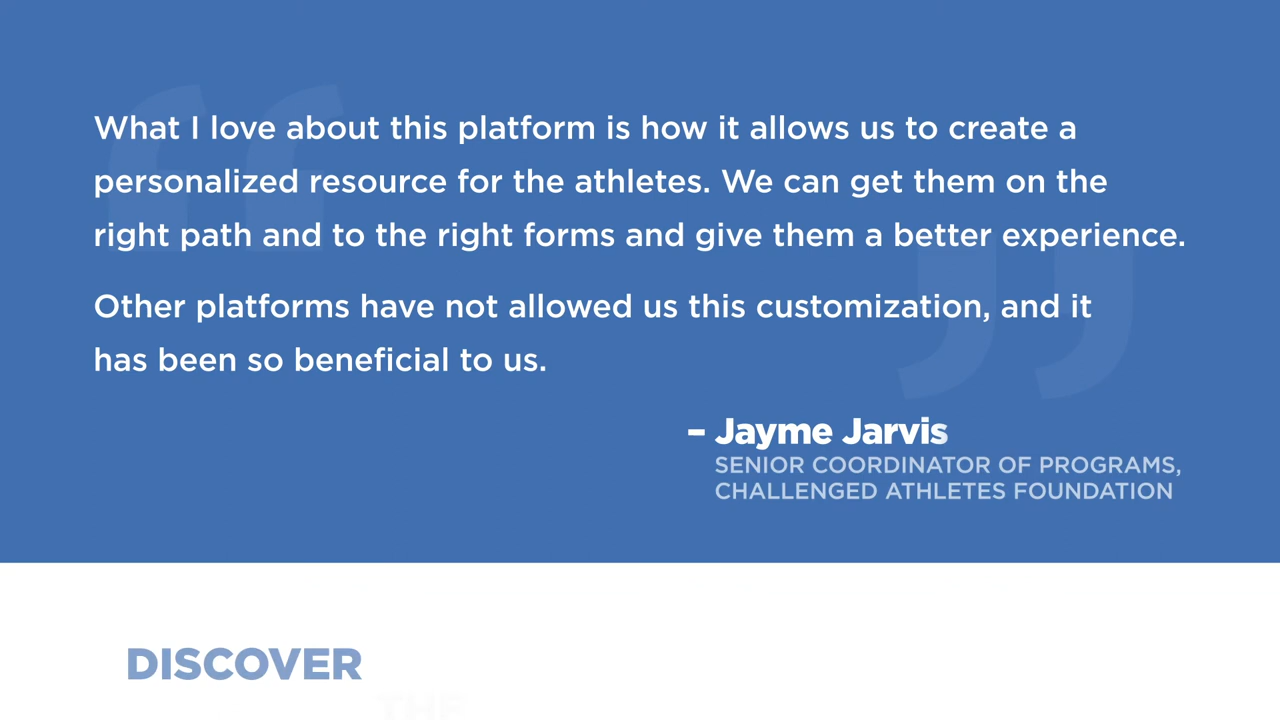 What I love about this platform is how it allows us to create a
personalized resource for the athletes. We can get them on the
right path and to the right forms and give them a better experience.
Other platforms have not allowed us this customization, and it
has been so beneficial to us.
– Jayme Jarvis
SENIOR COORDINATOR OF PROGRAMS,
CHALLENGED ATHLETES FOUNDATION
DISCOVER
THE